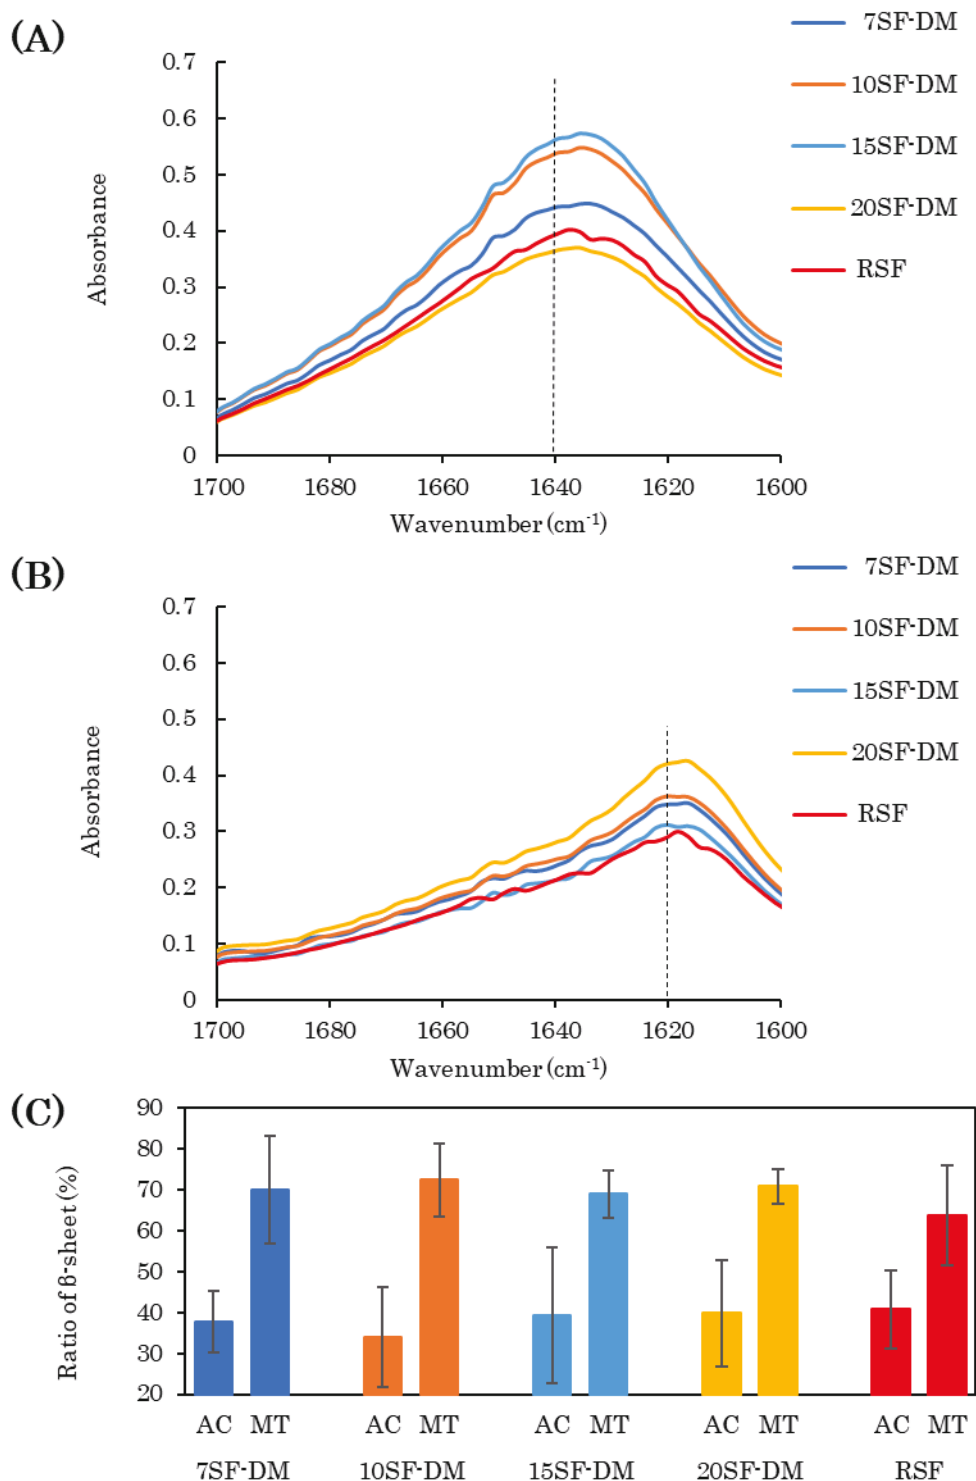 (A)
7SF-DM
10SF-DM
15SF-DM
20SF-DM
RSF
Absorbance
0.7
0.6
0.5
0.4
0.3
0.2
0.1
0
1700 1680 1660 1640 1620 1600
Wavenumber (cm-1)
(B)
7SF-DM
10SF-DM
15SF-DM
20SF-DM
RSF
Absorbance
0.7
0.6
0.5
0.4
0.3
0.2
0.1
0
1700 1680 1660 1640 1620 1600
Wavenumber (cm-1)
(C)
Ratio of β-sheet (%)
90
80
70
60
50
40
30
20
AC MT AC MT AC MT AC MT AC MT
7SF-DM 10SF-DM 15SF-DM 20SF-DM RSF